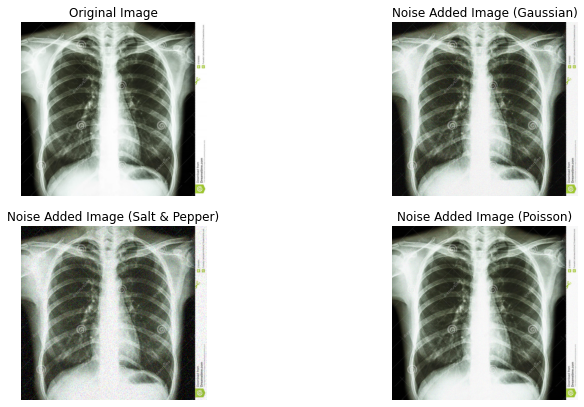 Original Image
Noise Added Image (Gaussian)
Noise Added Image (Salt & Pepper)
Noise Added Image (Poisson)